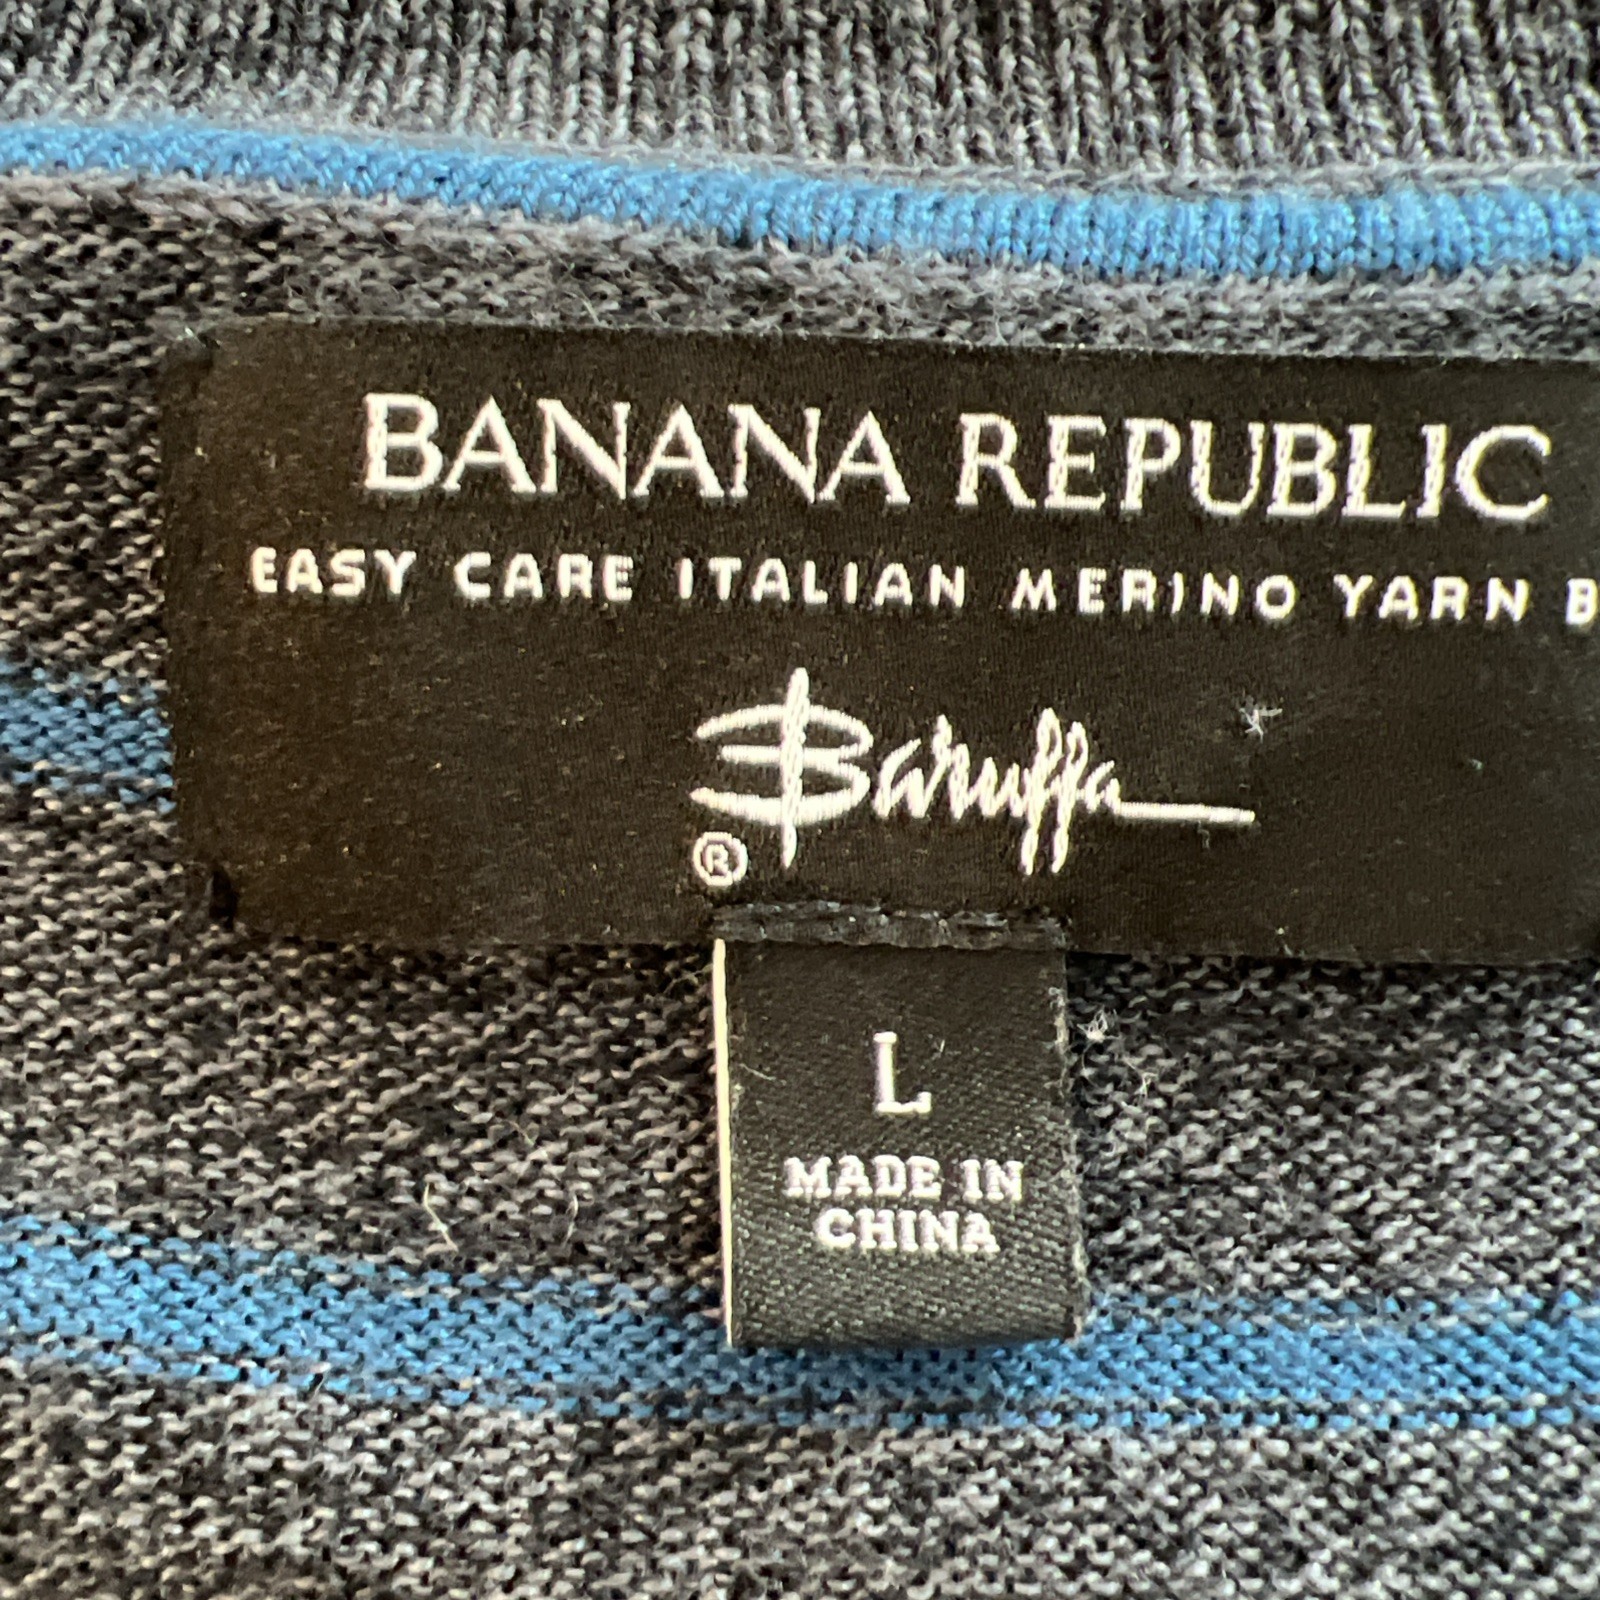 BANANA REPUBLIC
EASY CARE ITALIAN MERINO YARN B
Baruffa
®
L
MADE IN
CHINA